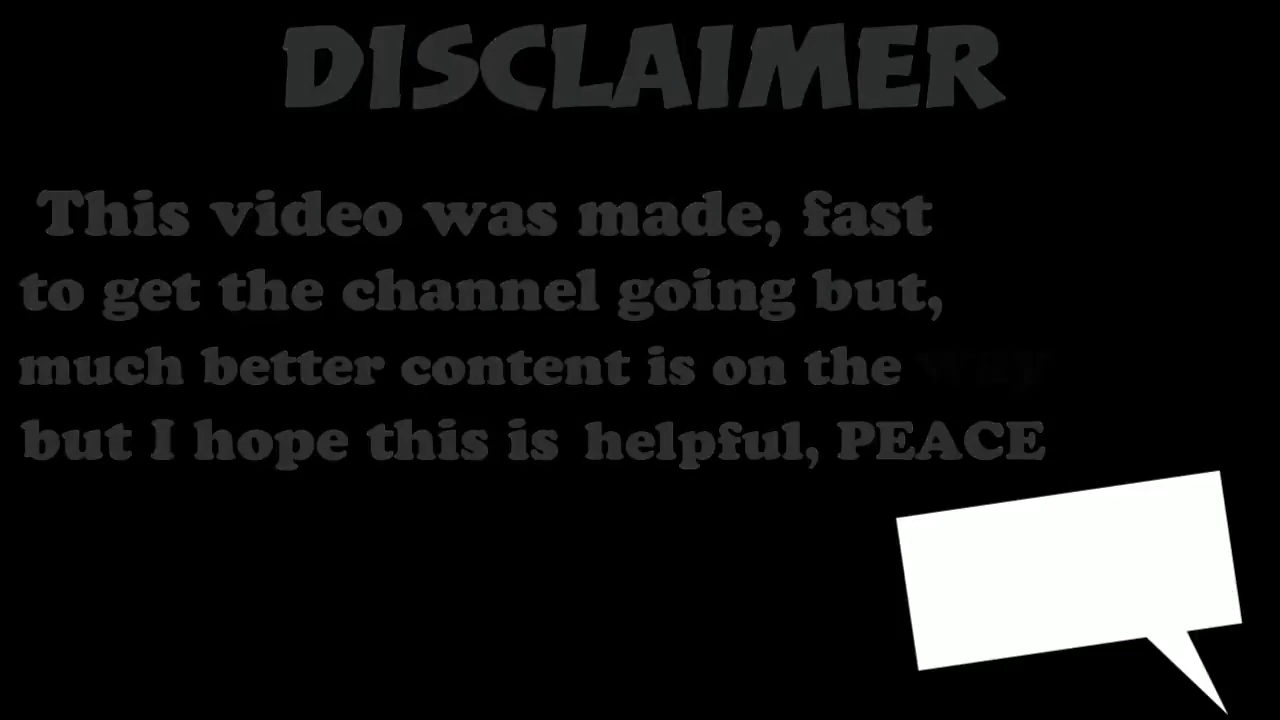 DISCLAIMER
This video was made, fast
to get the channel going but,
much better content is on the way
but I hope this is helpful, PEACE